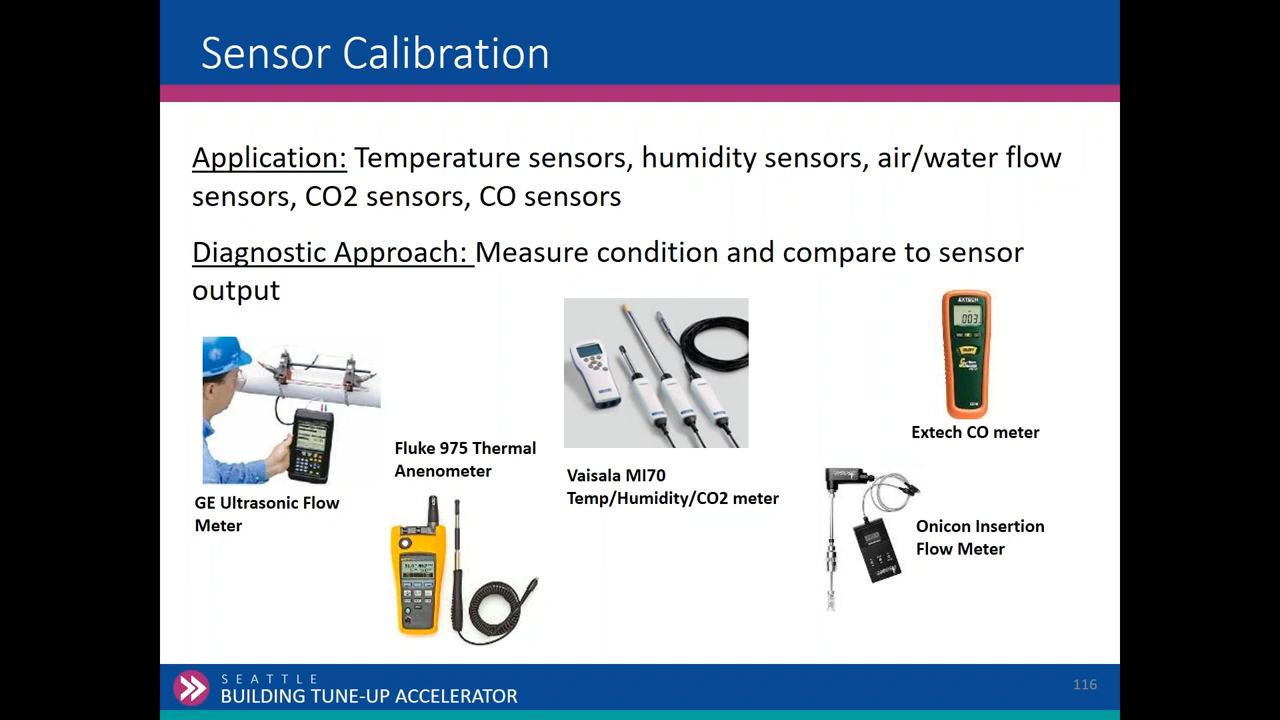 Sensor Calibration
Application: Temperature sensors, humidity sensors, air/water flow
sensors, CO2 sensors, CO sensors
Diagnostic Approach: Measure condition and compare to sensor
output
EXTECH
003
Extech CO meter
Fluke 975 Thermal
Anenometer
Vaisala MI70
Temp/Humidity/CO2 meter
GE Ultrasonic Flow
Meter
Onicon Insertion
Flow Meter
SEATTLE
BUILDING TUNE-UP ACCELERATOR
116